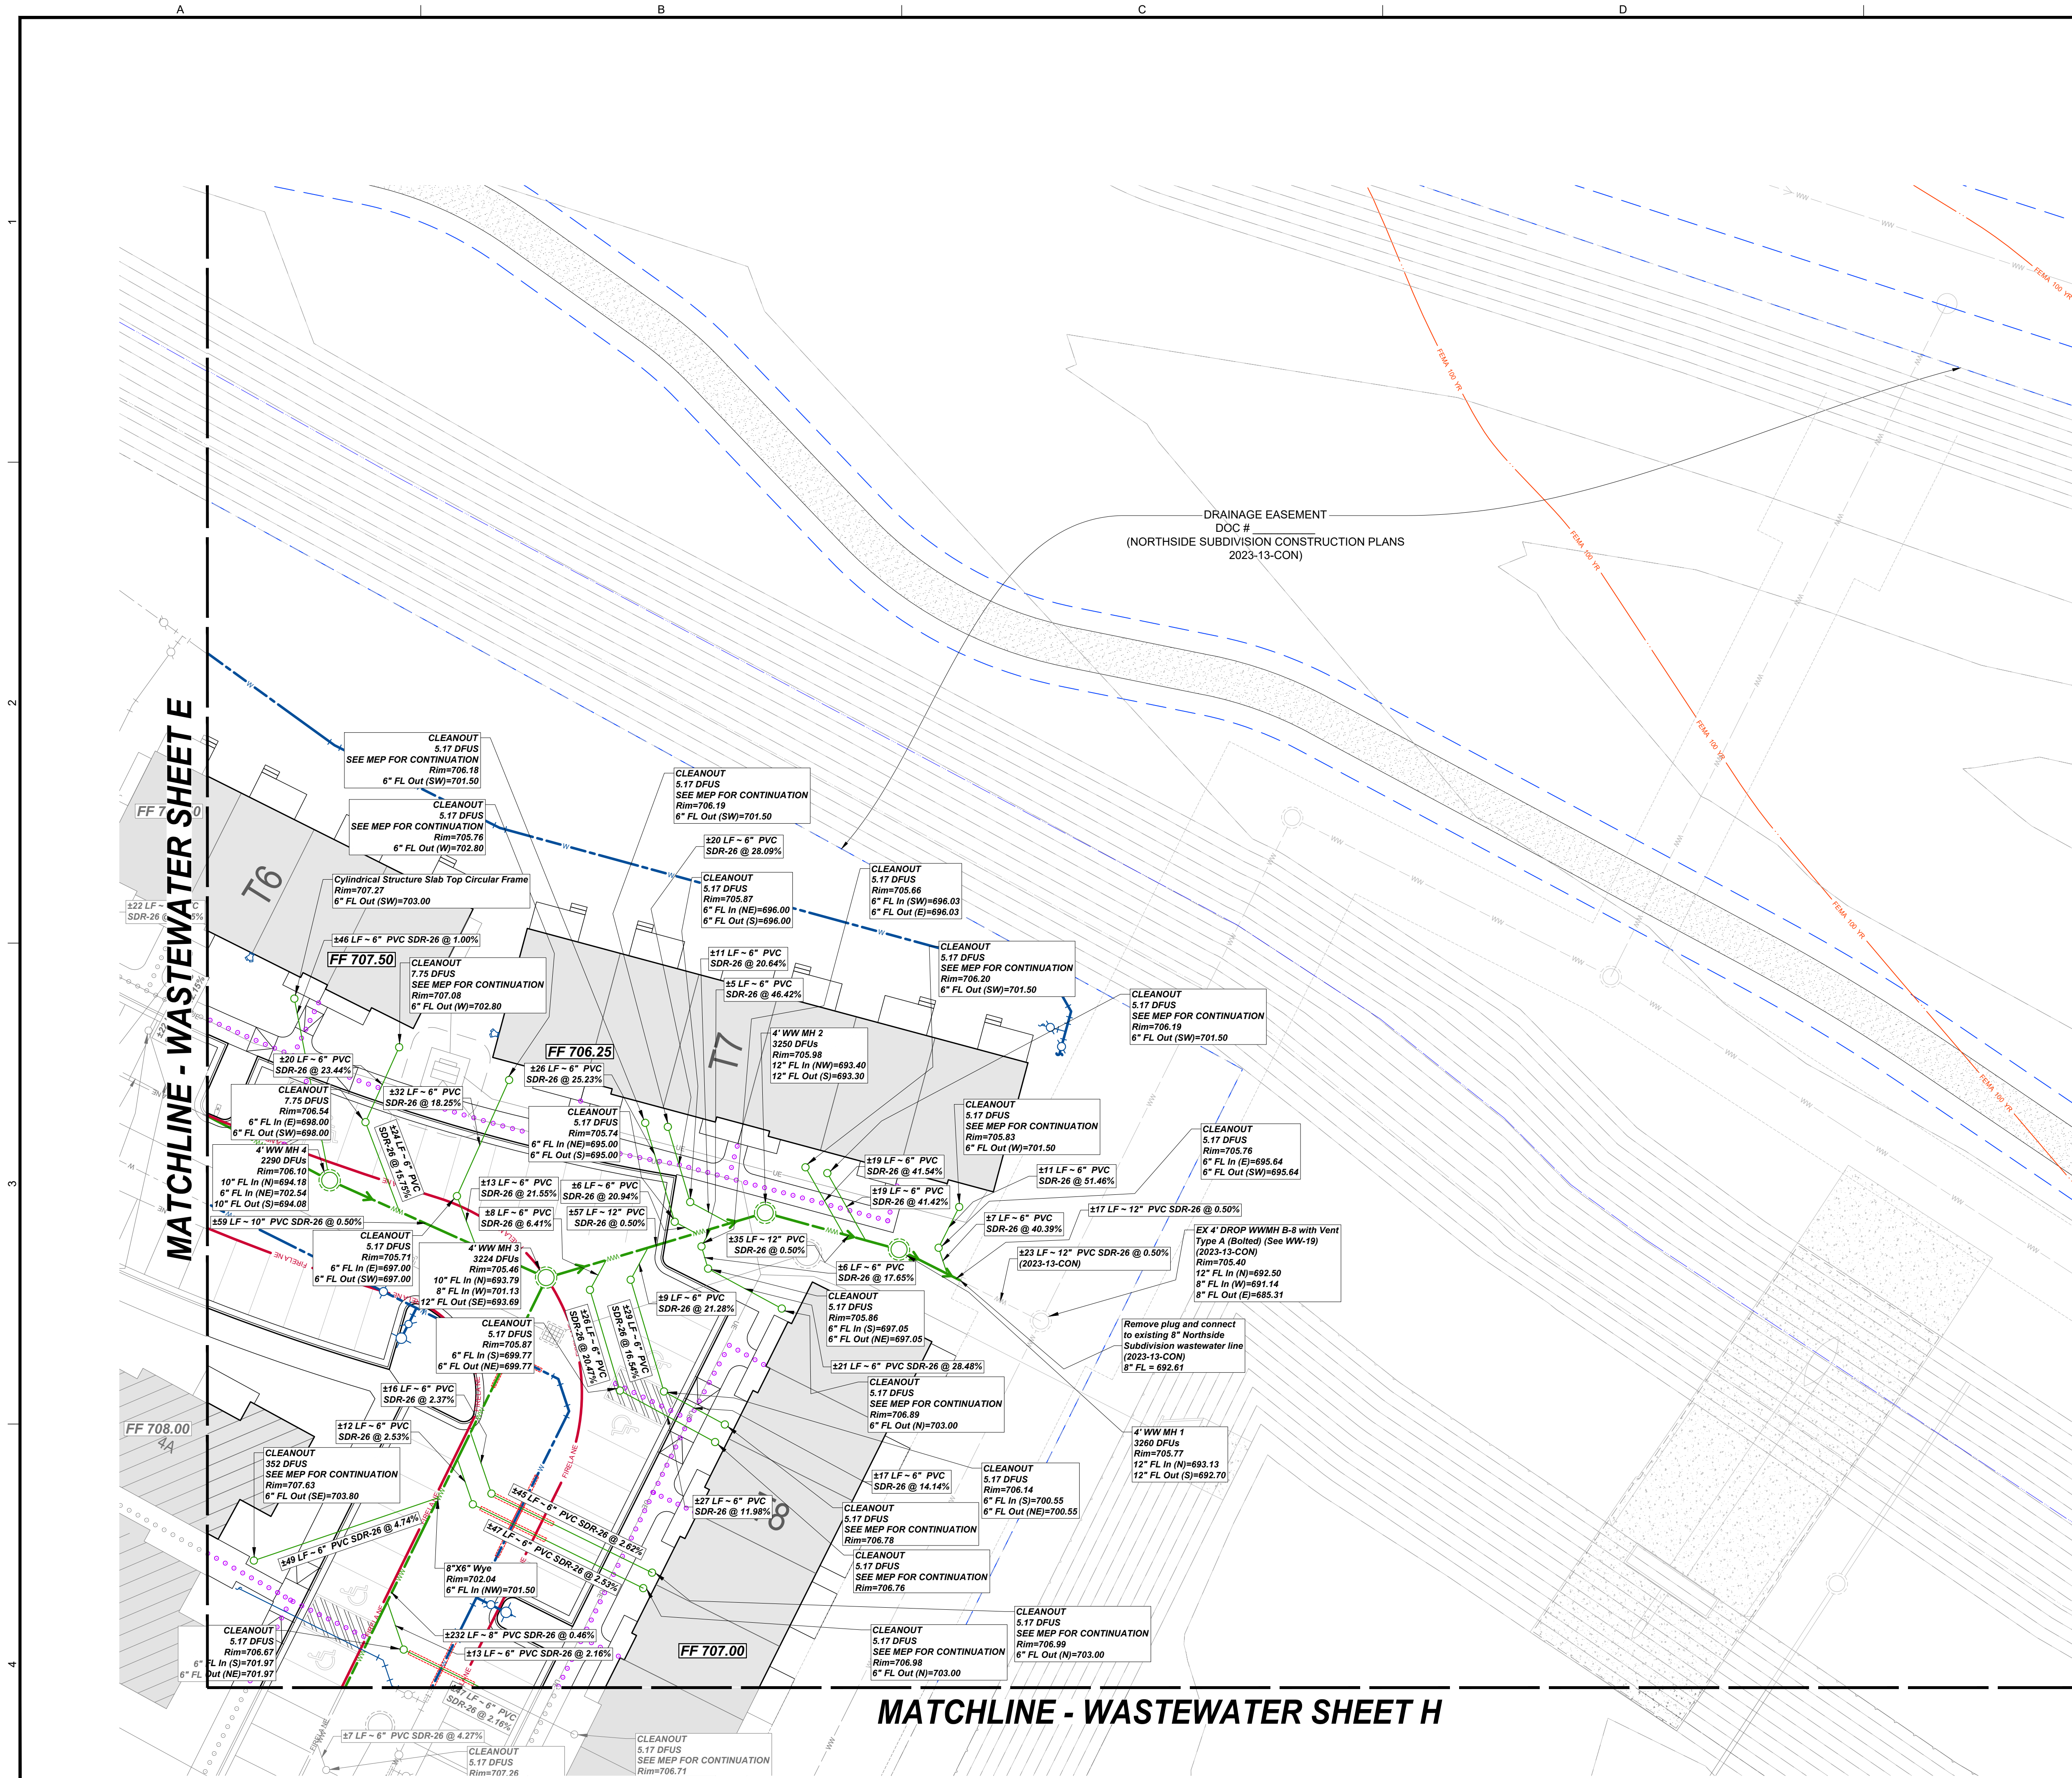 A
B
C
D
1
2
3
4
MATCHLINE - WASTEWATER SHEET E
MATCHLINE - WASTEWATER SHEET H
DRAINAGE EASEMENT
DOC # ________
(NORTHSIDE SUBDIVISION CONSTRUCTION PLANS
2023-13-CON)
FEMA 100 YR
FEMA 100 YR
FEMA 100 YR
FEMA 100 YR
FEMA 100 YR
FEMA 100 YR
CLEANOUT
5.17 DFUS
SEE MEP FOR CONTINUATION
Rim=706.18
6" FL Out (SW)=701.50
CLEANOUT
5.17 DFUS
SEE MEP FOR CONTINUATION
Rim=705.76
6" FL Out (W)=702.80
CLEANOUT
5.17 DFUS
SEE MEP FOR CONTINUATION
Rim=706.19
6" FL Out (SW)=701.50
±20 LF ~ 6" PVC
SDR-26 @ 28.09%
CLEANOUT
5.17 DFUS
Rim=705.87
6" FL In (NE)=696.00
6" FL Out (S)=696.00
CLEANOUT
5.17 DFUS
Rim=705.66
6" FL In (SW)=696.03
6" FL Out (E)=696.03
Cylindrical Structure Slab Top Circular Frame
Rim=707.27
6" FL Out (SW)=703.00
T6
±46 LF ~ 6" PVC SDR-26 @ 1.00%
FF 707.50
CLEANOUT
7.75 DFUS
SEE MEP FOR CONTINUATION
Rim=707.08
6" FL Out (W)=702.80
±11 LF ~ 6" PVC
SDR-26 @ 20.64%
±5 LF ~ 6" PVC
SDR-26 @ 46.42%
CLEANOUT
5.17 DFUS
SEE MEP FOR CONTINUATION
Rim=706.20
6" FL Out (SW)=701.50
CLEANOUT
5.17 DFUS
SEE MEP FOR CONTINUATION
Rim=706.19
6" FL Out (SW)=701.50
4' WW MH 2
3250 DFUs
Rim=705.98
12" FL In (NW)=693.40
12" FL Out (S)=693.30
T7
FF 706.25
±26 LF ~ 6" PVC
SDR-26 @ 25.23%
±20 LF ~ 6" PVC
SDR-26 @ 23.44%
±32 LF ~ 6" PVC
SDR-26 @ 18.25%
CLEANOUT
7.75 DFUS
Rim=706.54
6" FL In (E)=698.00
6" FL Out (SW)=698.00
±24 LF ~ 6" PVC
SDR-26 @ 15.75%
CLEANOUT
5.17 DFUS
Rim=705.74
6" FL In (NE)=695.00
6" FL Out (S)=695.00
CLEANOUT
5.17 DFUS
SEE MEP FOR CONTINUATION
Rim=705.83
6" FL Out (W)=701.50
CLEANOUT
5.17 DFUS
Rim=705.76
6" FL In (E)=695.64
6" FL Out (SW)=695.64
4' WW MH 4
2290 DFUs
Rim=706.10
10" FL In (N)=694.18
6" FL In (NE)=702.54
10" FL Out (S)=694.08
±19 LF ~ 6" PVC
SDR-26 @ 41.54%
±11 LF ~ 6" PVC
SDR-26 @ 51.46%
±13 LF ~ 6" PVC
SDR-26 @ 21.55%
±6 LF ~ 6" PVC
SDR-26 @ 20.94%
±19 LF ~ 6" PVC
SDR-26 @ 41.42%
±8 LF ~ 6" PVC
SDR-26 @ 6.41%
±57 LF ~ 12" PVC
SDR-26 @ 0.50%
±7 LF ~ 6" PVC
SDR-26 @ 40.39%
±17 LF ~ 12" PVC SDR-26 @ 0.50%
±59 LF ~ 10" PVC SDR-26 @ 0.50%
EX 4' DROP WWMH B-8 with Vent
Type A (Bolted) (See WW-19)
(2023-13-CON)
Rim=705.40
12" FL In (N)=692.50
8" FL In (W)=691.14
8" FL Out (E)=685.31
CLEANOUT
5.17 DFUS
Rim=705.71
6" FL In (E)=697.00
6" FL Out (SW)=697.00
4' WW MH 3
3224 DFUs
Rim=705.46
10" FL In (N)=693.79
8" FL In (W)=701.13
12" FL Out (SE)=693.69
±35 LF ~ 12" PVC
SDR-26 @ 0.50%
±23 LF ~ 12" PVC SDR-26 @ 0.50%
(2023-13-CON)
±6 LF ~ 6" PVC
SDR-26 @ 17.65%
±9 LF ~ 6" PVC
SDR-26 @ 21.28%
CLEANOUT
5.17 DFUS
Rim=705.86
6" FL In (S)=697.05
6" FL Out (NE)=697.05
Remove plug and connect
to existing 8" Northside
Subdivision wastewater line
(2023-13-CON)
8" FL = 692.61
CLEANOUT
5.17 DFUS
Rim=705.87
6" FL In (S)=699.77
6" FL Out (NE)=699.77
±26 LF ~ 6" PVC
SDR-26 @ 20.47%
±29 LF ~ 6" PVC
SDR-26 @ 16.54%
±21 LF ~ 6" PVC SDR-26 @ 28.48%
CLEANOUT
5.17 DFUS
SEE MEP FOR CONTINUATION
Rim=706.89
6" FL Out (N)=703.00
±16 LF ~ 6" PVC
SDR-26 @ 2.37%
±12 LF ~ 6" PVC
SDR-26 @ 2.53%
FF 708.00
4A
4' WW MH 1
3260 DFUs
Rim=705.77
12" FL In (N)=693.13
12" FL Out (S)=692.70
CLEANOUT
352 DFUS
SEE MEP FOR CONTINUATION
Rim=707.63
6" FL Out (SE)=703.80
±17 LF ~ 6" PVC
SDR-26 @ 14.14%
CLEANOUT
5.17 DFUS
Rim=706.14
6" FL In (S)=700.55
6" FL Out (NE)=700.55
±27 LF ~ 6" PVC
SDR-26 @ 11.98%
±45 LF ~ 6" PVC SDR-26 @ 2.62%
±47 LF ~ 6" PVC SDR-26 @ 2.53%
±49 LF ~ 6" PVC SDR-26 @ 4.74%
CLEANOUT
5.17 DFUS
SEE MEP FOR CONTINUATION
Rim=706.78
CLEANOUT
5.17 DFUS
SEE MEP FOR CONTINUATION
Rim=706.76
8"X6" Wye
Rim=702.04
6" FL In (NW)=701.50
CLEANOUT
5.17 DFUS
SEE MEP FOR CONTINUATION
Rim=706.99
6" FL Out (N)=703.00
CLEANOUT
5.17 DFUS
SEE MEP FOR CONTINUATION
Rim=706.98
6" FL Out (N)=703.00
CLEANOUT
5.17 DFUS
Rim=706.67
6" FL In (S)=701.97
6" FL Out (NE)=701.97
±232 LF ~ 8" PVC SDR-26 @ 0.46%
±13 LF ~ 6" PVC SDR-26 @ 2.16%
FF 707.00
±47 LF ~ 6" PVC
SDR-26 @ 2.16%
±7 LF ~ 6" PVC SDR-26 @ 4.27%
CLEANOUT
5.17 DFUS
Rim=707.26
CLEANOUT
5.17 DFUS
SEE MEP FOR CONTINUATION
Rim=706.71
FIRELANE
FIRELANE
FIRELANE
FIRELANE